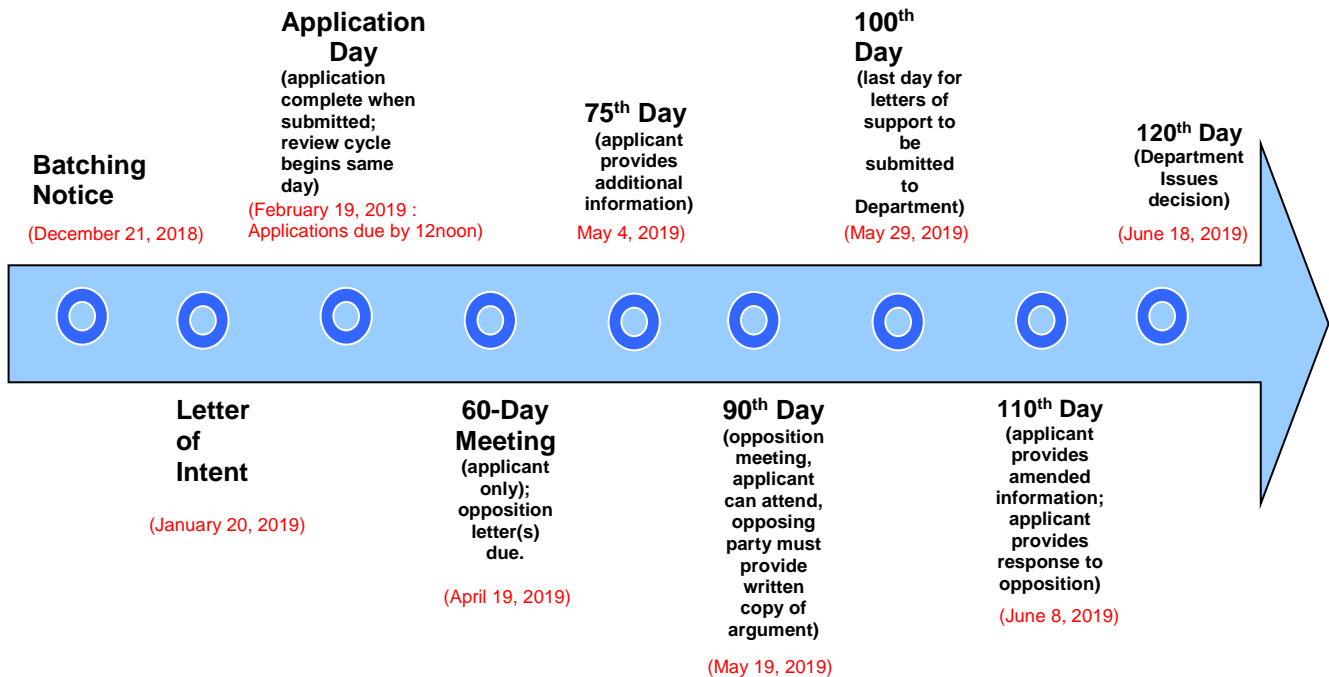 Batching
Notice
(December 21, 2018)
Letter
of
Intent
(January 20, 2019)
Application
Day
(application
complete when
submitted;
review cycle
begins same
day)
(February 19, 2019 :
Applications due by 12noon)
60-Day
Meeting
(applicant
only);
opposition
letter(s)
due.
(April 19, 2019)
75th Day
(applicant
provides
additional
information)
May 4, 2019)
90th Day
(opposition
meeting,
applicant
can attend,
opposing
party must
provide
written
copy of
argument)
(May 19, 2019)
100th
Day
(last day for
letters of
support to
be
submitted
to
Department)
(May 29, 2019)
110th Day
(applicant
provides
amended
information;
applicant
provides
response to
opposition)
(June 8, 2019)
120th Day
(Department
Issues
decision)
(June 18, 2019)